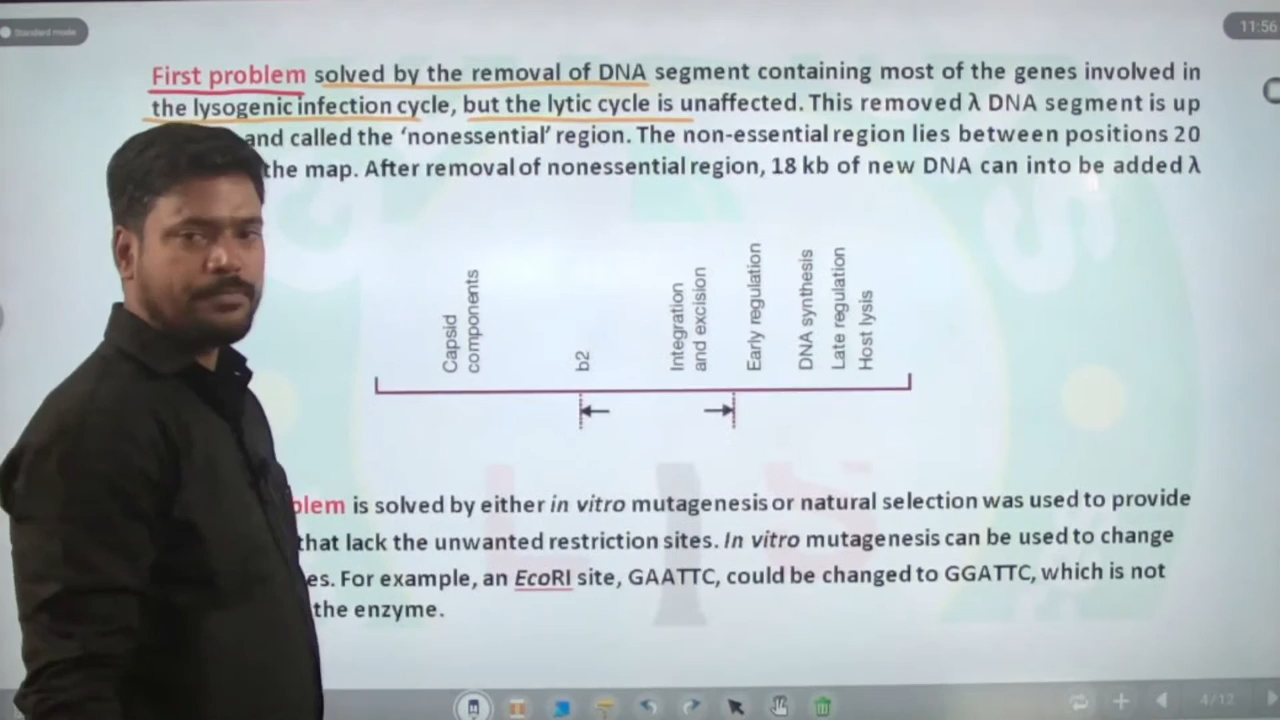 Standard mode
11:56
First problem solved by the removal of DNA segment containing most of the genes involved in
the lysogenic infection cycle, but the lytic cycle is unaffected. This removed λ DNA segment is up
and called the ‘nonessential’ region. The non-essential region lies between positions 20
the map. After removal of nonessential region, 18 kb of new DNA can into be added λ
Capsid
components
b2
Integration
and excision
Early regulation
DNA synthesis
Late regulation
Host lysis
blem is solved by either in vitro mutagenesis or natural selection was used to provide
that lack the unwanted restriction sites. In vitro mutagenesis can be used to change
es. For example, an EcoRI site, GAATTC, could be changed to GGATTC, which is not
the enzyme.
4/12